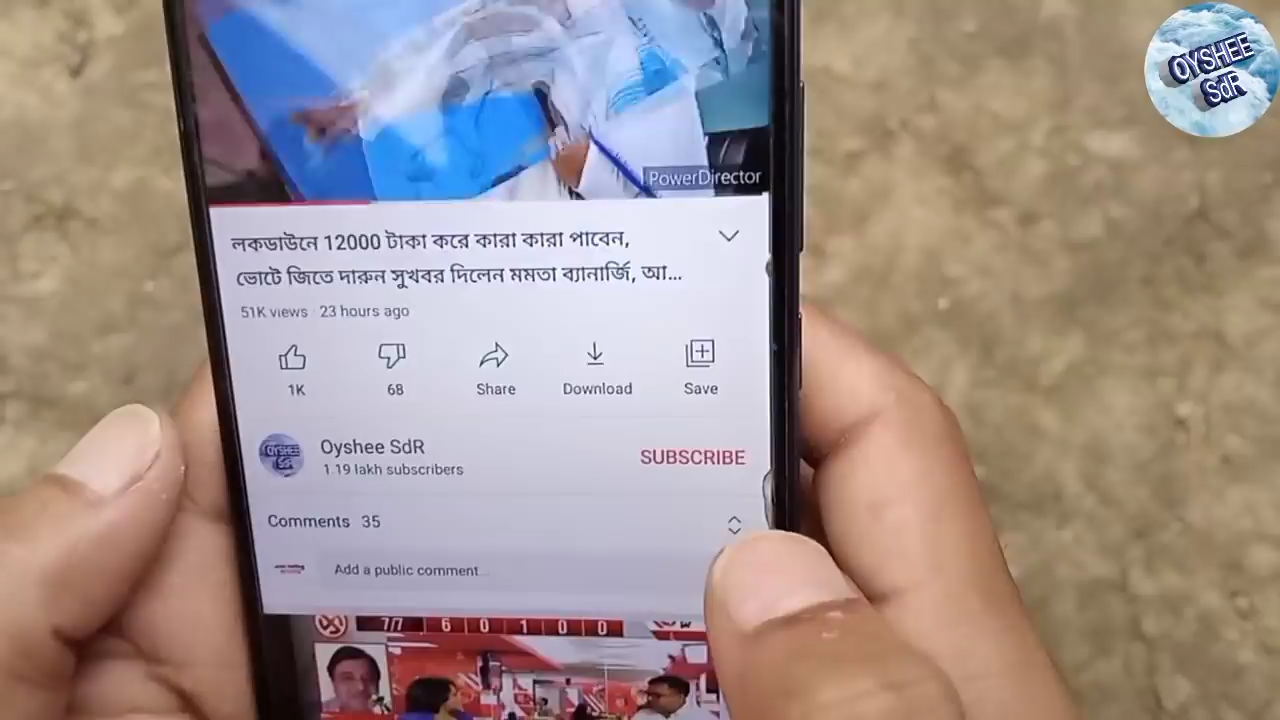 OYSHEE
SdR
PowerDirector
লকডাউনে 12000 টাকা করে কারা কারা পাবেন,
ভোটে জিতে দারুন সুখবর দিলেন মমতা ব্যানার্জি, আ...
51K views · 23 hours ago
1K
68
Share
Download
Save
OYSHEE
SdR
Oyshee SdR
1.19 lakh subscribers
SUBSCRIBE
Comments 35
Add a public comment...
7/7 6 0 1 0 0